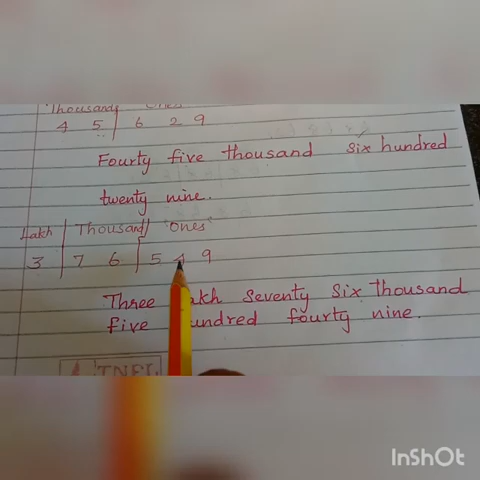 Thousand Ones
4 5 6 2 9
Fourty five thousand six hundred
twenty nine.
Lakh Thousand Ones
3 7 6 5 4 9
Three Lakh Seventy Six Thousand
five hundred fourty nine.
InShOt